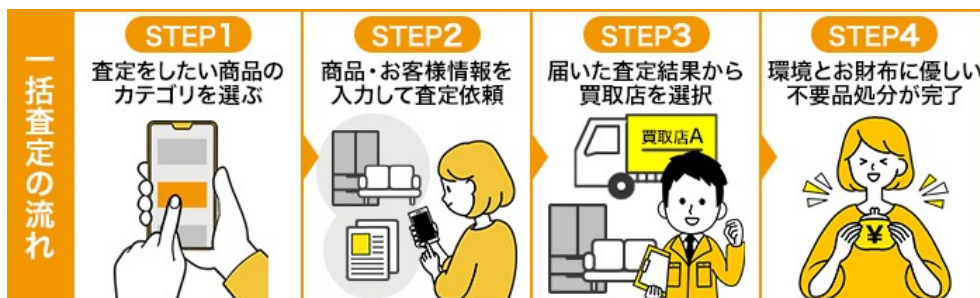 一括査定の流れ
STEP1
査定をしたい商品の
カテゴリを選ぶ
STEP2
商品・お客様情報を
入力して査定依頼
STEP3
届いた査定結果から
買取店を選択
買取店A
STEP4
環境とお財布に優しい
不要品処分が完了
¥